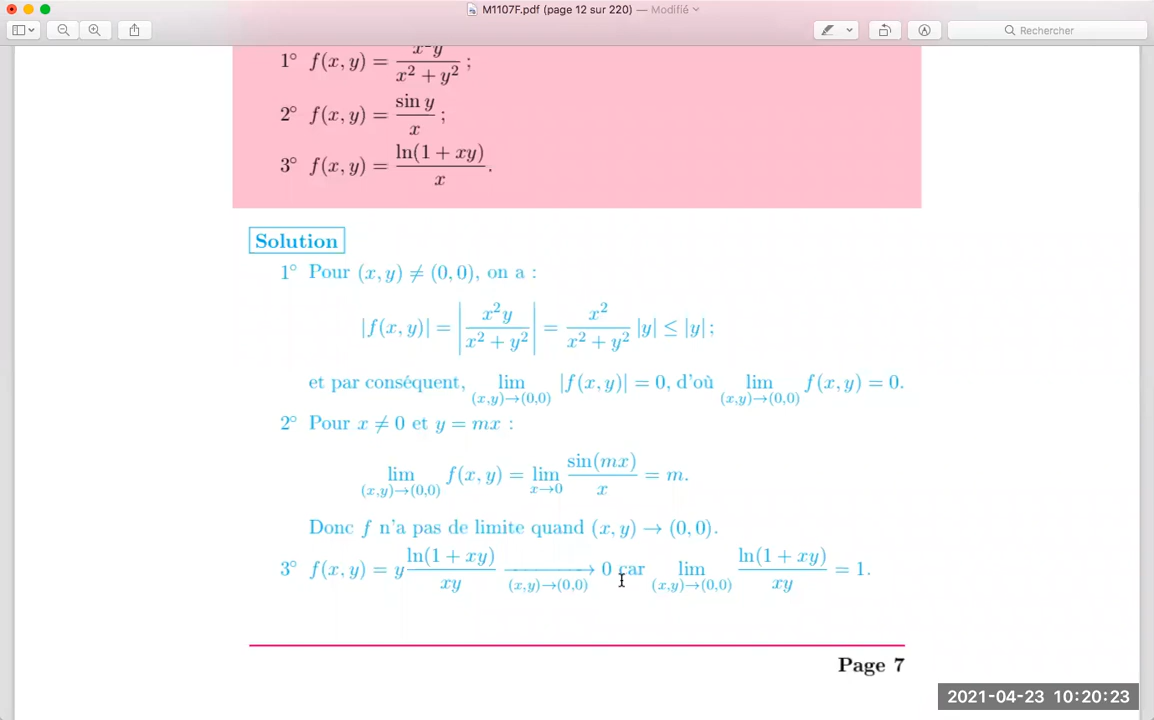 M1107F.pdf (page 12 sur 220) — Modifié
Rechercher
1° f(x, y) = x²y / (x² + y²) ;
2° f(x, y) = sin y / x ;
3° f(x, y) = ln(1 + xy) / x .
Solution
1° Pour (x, y) ≠ (0, 0), on a :
|f(x, y)| = |x²y / (x² + y²)| = x² / (x² + y²) |y| ≤ |y| ;
et par conséquent, lim_{(x,y)→(0,0)} |f(x, y)| = 0, d'où lim_{(x,y)→(0,0)} f(x, y) = 0.
2° Pour x ≠ 0 et y = mx :
lim_{(x,y)→(0,0)} f(x, y) = lim_{x→0} sin(mx) / x = m.
Donc f n'a pas de limite quand (x, y) → (0, 0).
3° f(x, y) = y ln(1 + xy) / xy ⟶_{(x,y)→(0,0)} 0 car lim_{(x,y)→(0,0)} ln(1 + xy) / xy = 1.
Page 7
2021-04-23 10:20:23